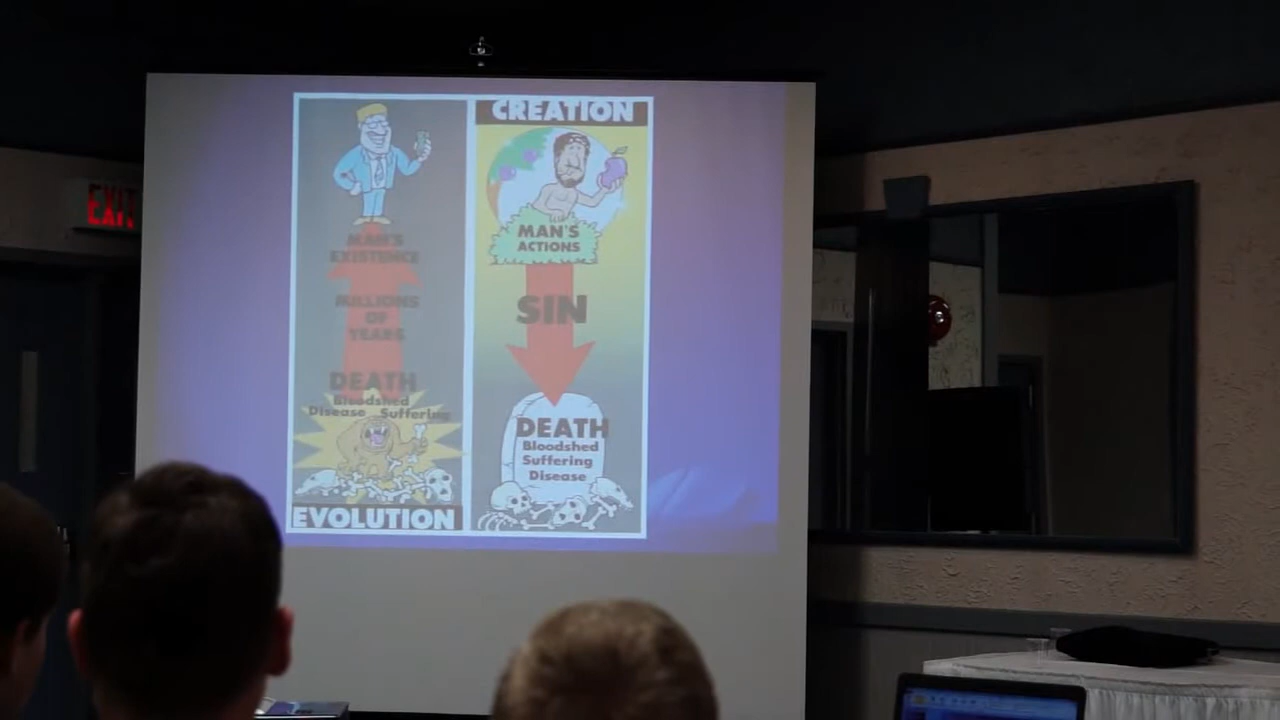 EXIT
MAN'S
EXISTENCE
MILLIONS
OF
YEARS
DEATH
Bloodshed
Disease Suffering
EVOLUTION
CREATION
MAN'S
ACTIONS
SIN
DEATH
Bloodshed
Suffering
Disease